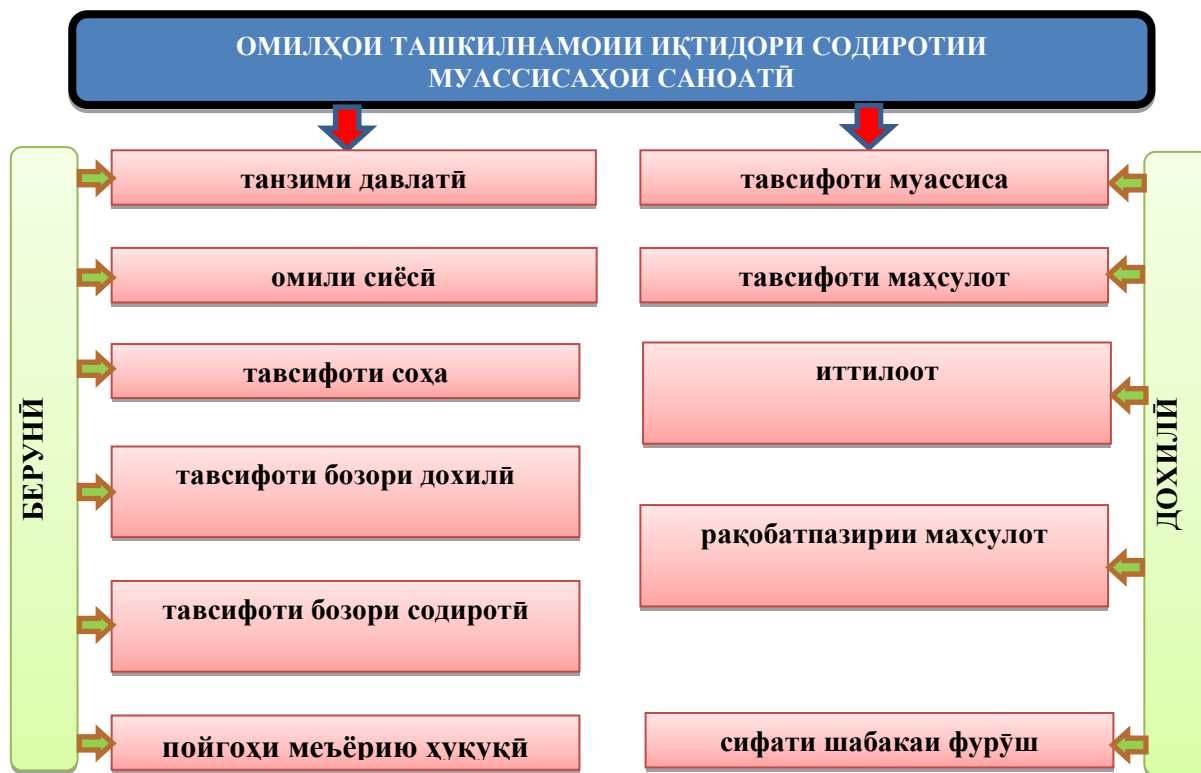 ОМИЛҲОИ ТАШКИЛНАМОИИ ИҚТИДОРИ СОДИРОТИИ
МУАССИСАҲОИ САНОАТӢ
БЕРУНӢ
танзими давлатӣ
омили сиёсӣ
тавсифоти соҳа
тавсифоти бозори дохилӣ
тавсифоти бозори содиротӣ
пойгоҳи меъёрию ҳуқуқӣ
тавсифоти муассиса
тавсифоти маҳсулот
иттилоот
рақобатпазирии маҳсулот
сифати шабакаи фурӯш
ДОХИЛӢ